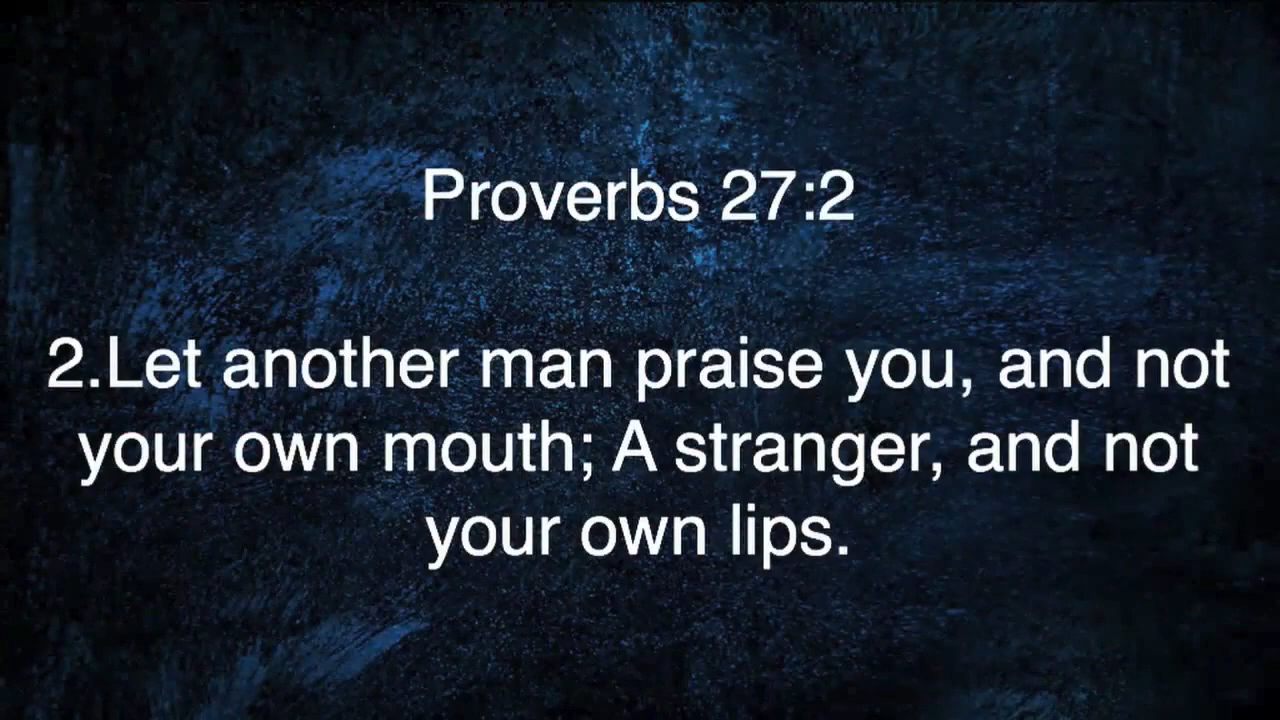 Proverbs 27:2
2.Let another man praise you, and not
your own mouth; A stranger, and not
your own lips.